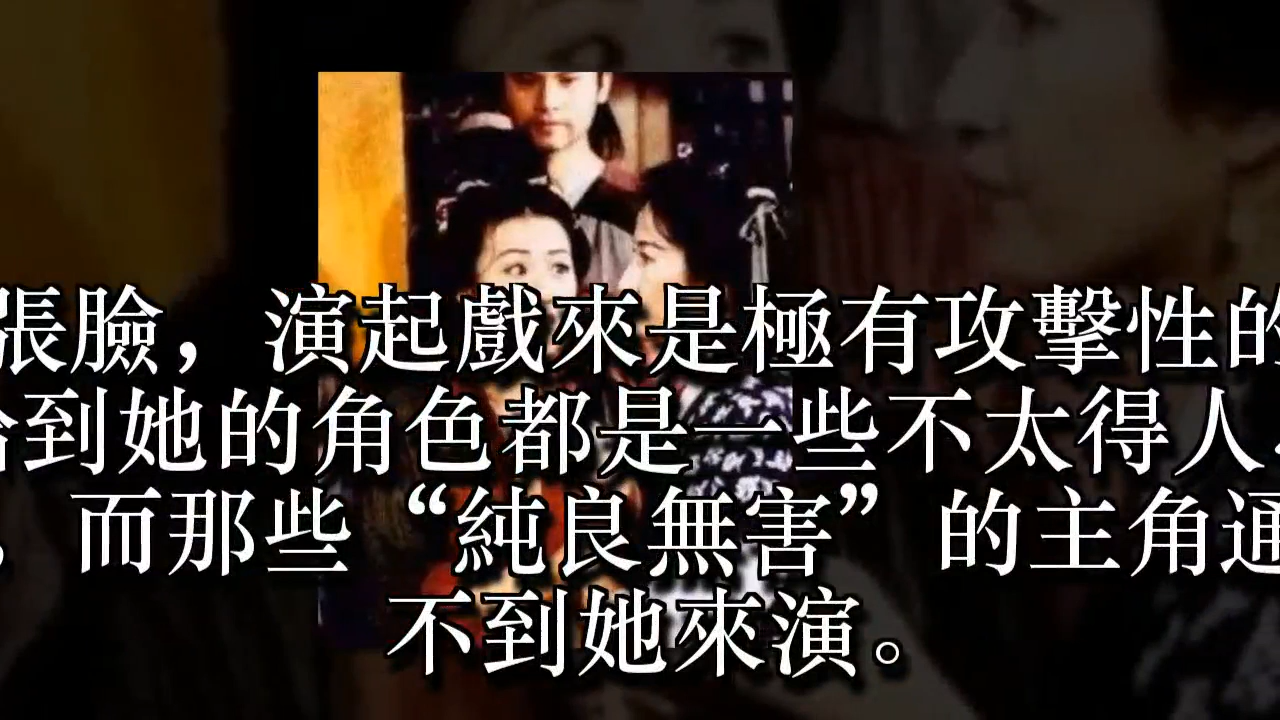 張臉，演起戲來是極有攻擊性的
到她的角色都是一些不太得人
，而那些“純良無害”的主角通
不到她來演。